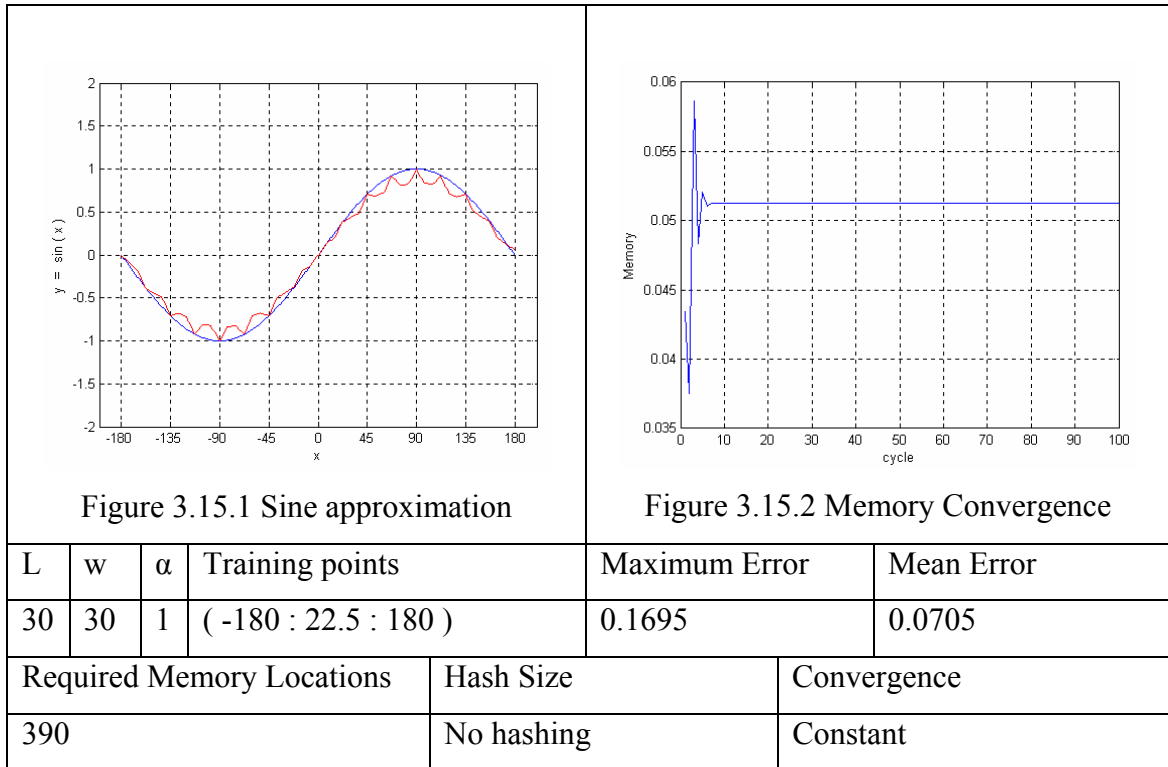 2
1.5
1
0.5
0
-0.5
-1
-1.5
-2
y = sin ( x )
-180 -135 -90 -45 0 45 90 135 180
x
Figure 3.15.1 Sine approximation
0.06
0.055
0.05
0.045
0.04
0.035
Memory
0 10 20 30 40 50 60 70 80 90 100
cycle
Figure 3.15.2 Memory Convergence
L w α Training points Maximum Error Mean Error
30 30 1 ( -180 : 22.5 : 180 ) 0.1695 0.0705
Required Memory Locations Hash Size Convergence
390 No hashing Constant